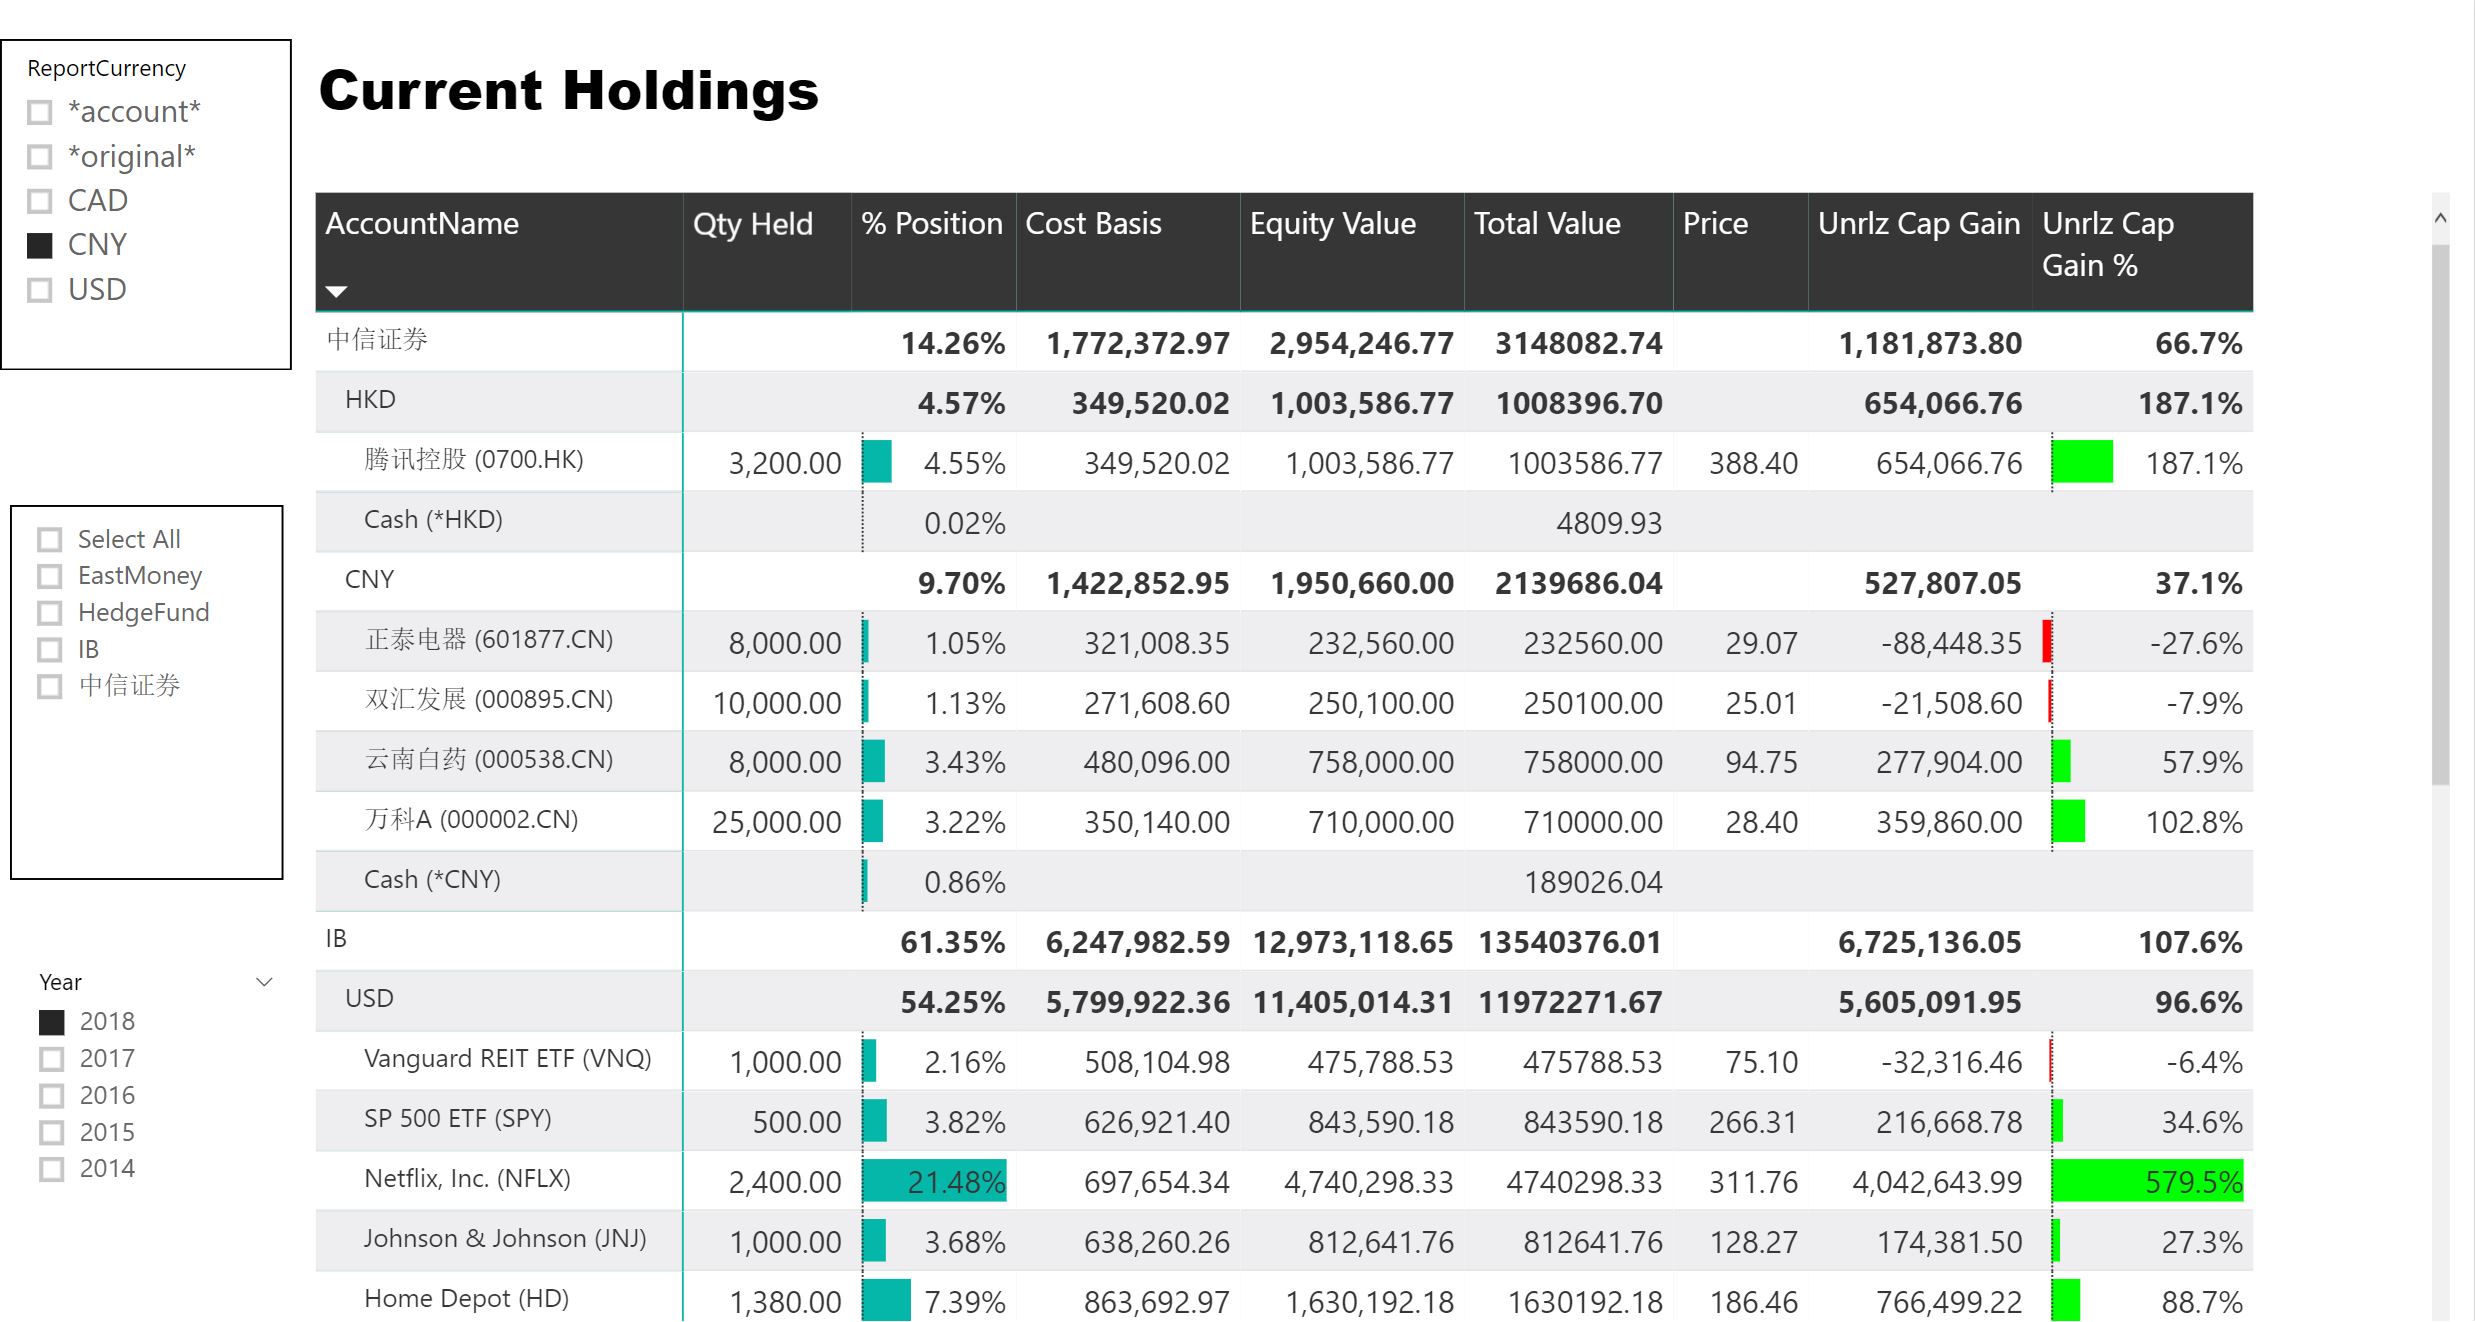 ReportCurrency
*account*
*original*
CAD
CNY
USD
Select All
EastMoney
HedgeFund
IB
中信证券
Year
2018
2017
2016
2015
2014
Current Holdings
AccountName Qty Held % Position Cost Basis Equity Value Total Value Price Unrlz Cap Gain Unrlz Cap Gain %
中信证券 14.26% 1,772,372.97 2,954,246.77 3148082.74 1,181,873.80 66.7%
HKD 4.57% 349,520.02 1,003,586.77 1008396.70 654,066.76 187.1%
腾讯控股 (0700.HK) 3,200.00 4.55% 349,520.02 1,003,586.77 1003586.77 388.40 654,066.76 187.1%
Cash (*HKD) 0.02% 4809.93
CNY 9.70% 1,422,852.95 1,950,660.00 2139686.04 527,807.05 37.1%
正泰电器 (601877.CN) 8,000.00 1.05% 321,008.35 232,560.00 232560.00 29.07 -88,448.35 -27.6%
双汇发展 (000895.CN) 10,000.00 1.13% 271,608.60 250,100.00 250100.00 25.01 -21,508.60 -7.9%
云南白药 (000538.CN) 8,000.00 3.43% 480,096.00 758,000.00 758000.00 94.75 277,904.00 57.9%
万科A (000002.CN) 25,000.00 3.22% 350,140.00 710,000.00 710000.00 28.40 359,860.00 102.8%
Cash (*CNY) 0.86% 189026.04
IB 61.35% 6,247,982.59 12,973,118.65 13540376.01 6,725,136.05 107.6%
USD 54.25% 5,799,922.36 11,405,014.31 11972271.67 5,605,091.95 96.6%
Vanguard REIT ETF (VNQ) 1,000.00 2.16% 508,104.98 475,788.53 475788.53 75.10 -32,316.46 -6.4%
SP 500 ETF (SPY) 500.00 3.82% 626,921.40 843,590.18 843590.18 266.31 216,668.78 34.6%
Netflix, Inc. (NFLX) 2,400.00 21.48% 697,654.34 4,740,298.33 4740298.33 311.76 4,042,643.99 579.5%
Johnson & Johnson (JNJ) 1,000.00 3.68% 638,260.26 812,641.76 812641.76 128.27 174,381.50 27.3%
Home Depot (HD) 1,380.00 7.39% 863,692.97 1,630,192.18 1630192.18 186.46 766,499.22 88.7%